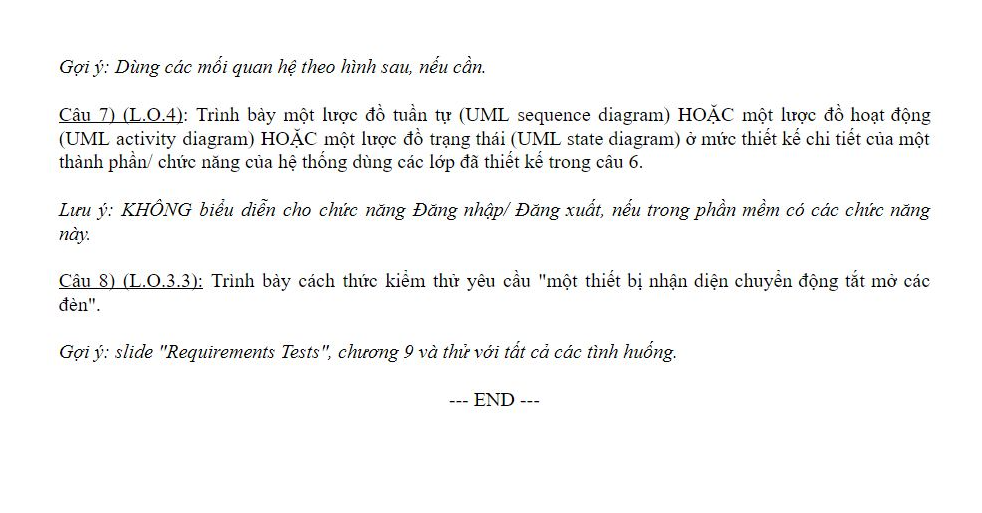 Gợi ý: Dùng các mối quan hệ theo hình sau, nếu cần.
Câu 7) (L.O.4): Trình bày một lược đồ tuần tự (UML sequence diagram) HOẶC một lược đồ hoạt động
(UML activity diagram) HOẶC một lược đồ trạng thái (UML state diagram) ở mức thiết kế chi tiết của một
thành phần/ chức năng của hệ thống dùng các lớp đã thiết kế trong câu 6.
Lưu ý: KHÔNG biểu diễn cho chức năng Đăng nhập/ Đăng xuất, nếu trong phần mềm có các chức năng
này.
Câu 8) (L.O.3.3): Trình bày cách thức kiểm thử yêu cầu "một thiết bị nhận diện chuyển động tắt mở các
đèn".
Gợi ý: slide "Requirements Tests", chương 9 và thử với tất cả các tình huống.
--- END ---